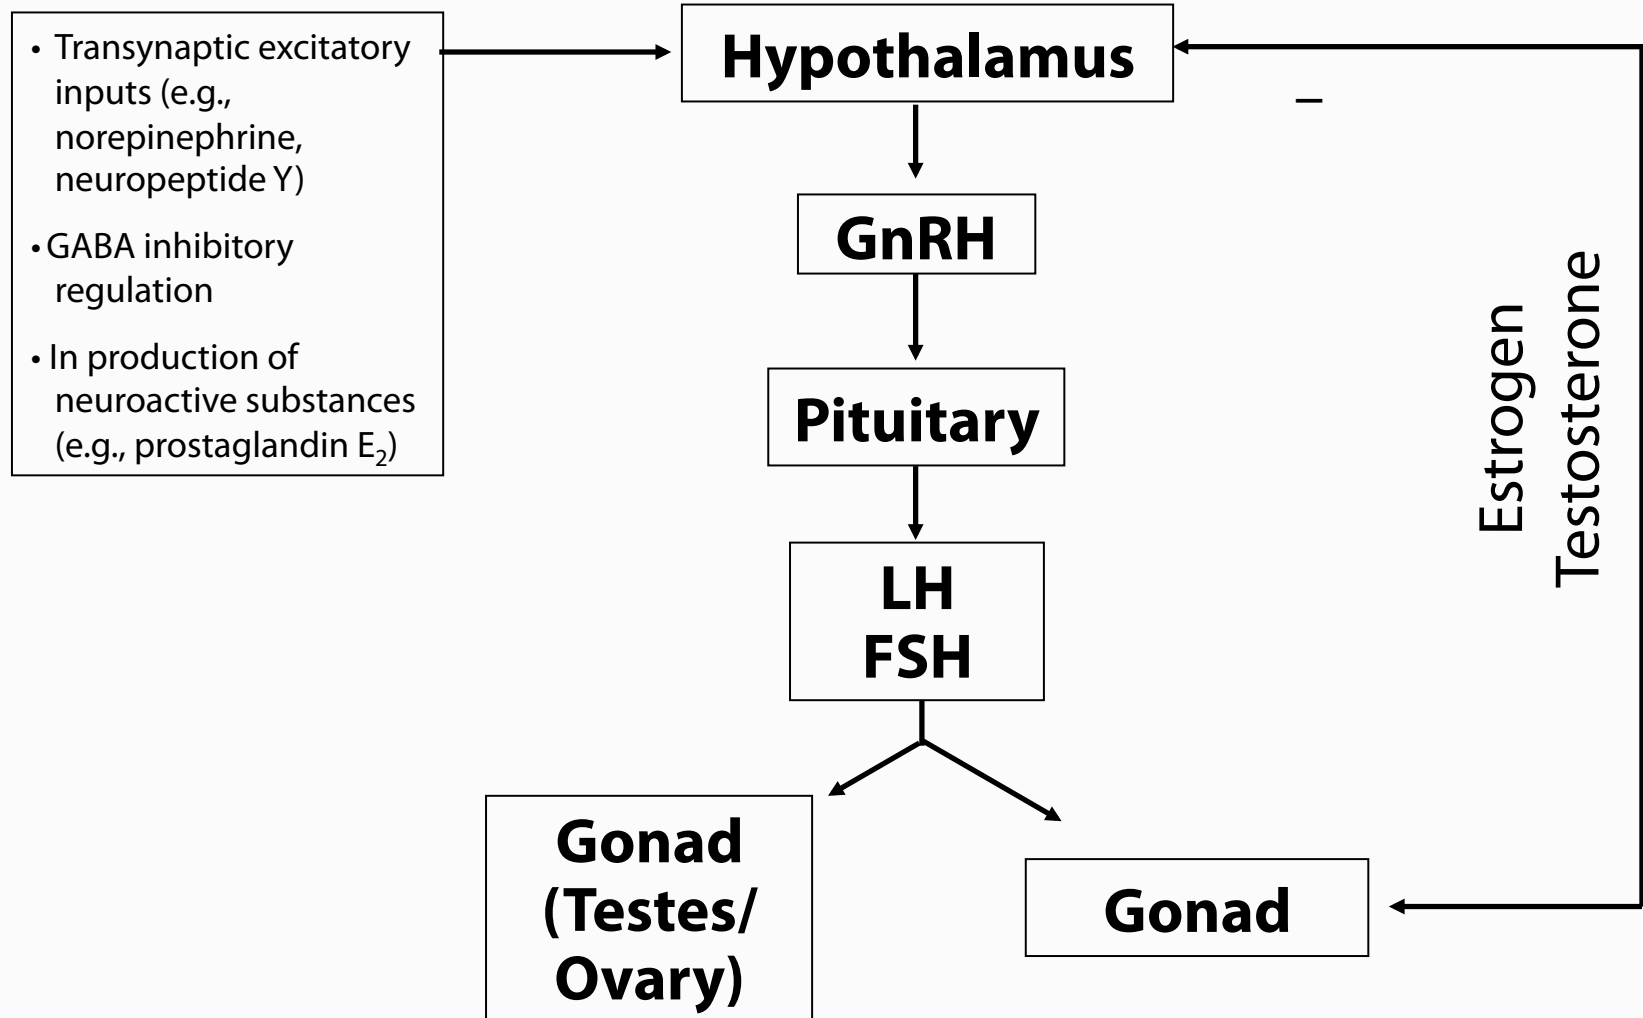 • Transynaptic excitatory
inputs (e.g.,
norepinephrine,
neuropeptide Y)
• GABA inhibitory
regulation
• In production of
neuroactive substances
(e.g., prostaglandin E₂)
Hypothalamus
–
GnRH
Pituitary
LH
FSH
Gonad
(Testes/
Ovary)
Gonad
Estrogen
Testosterone